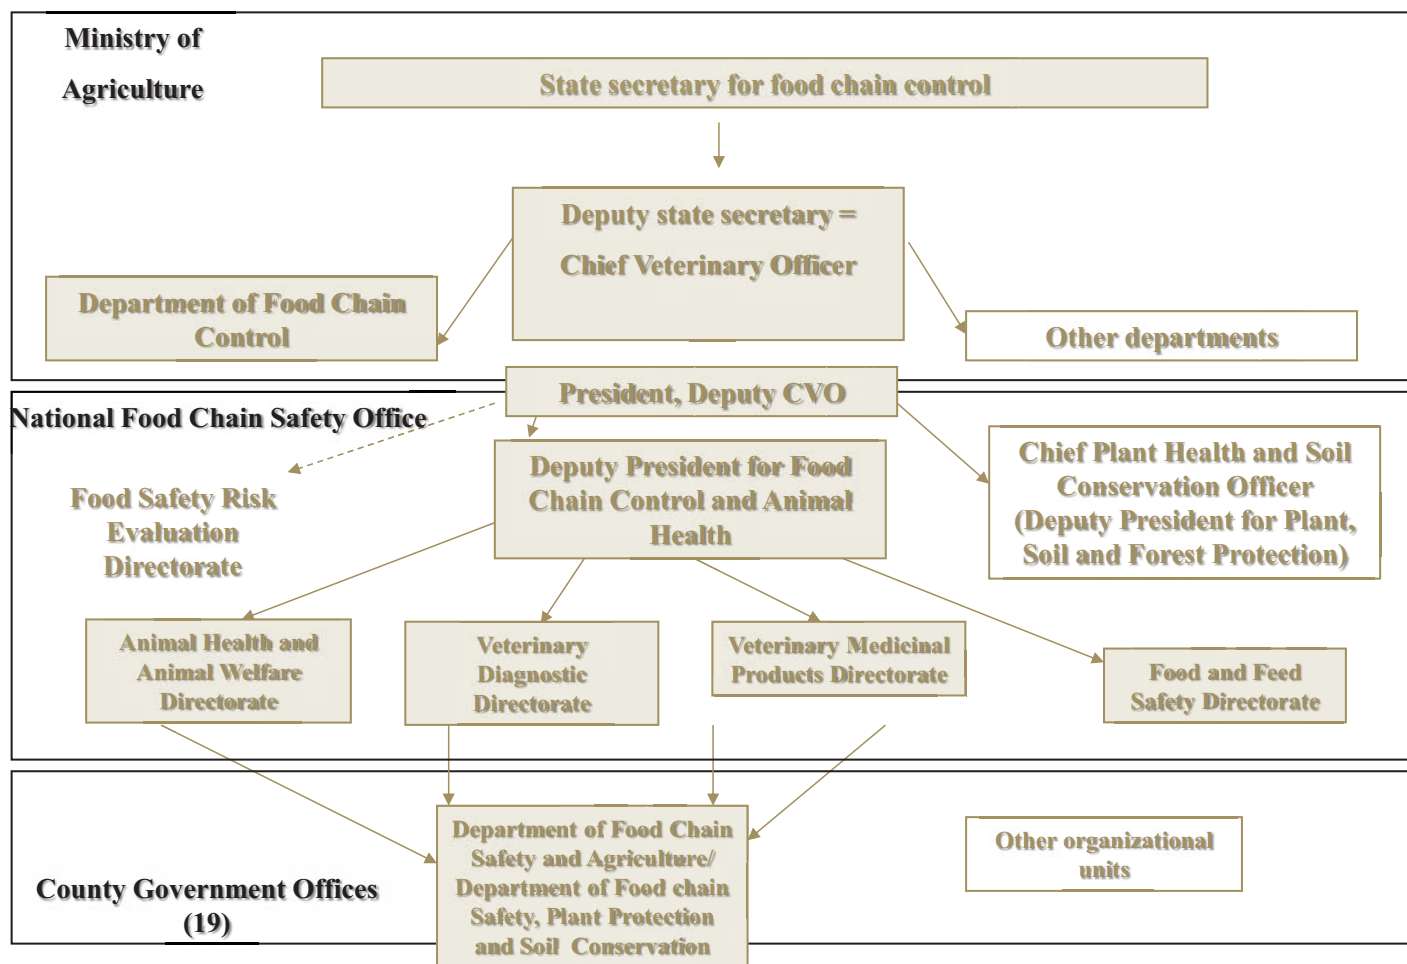 Ministry of
Agriculture
State secretary for food chain control
Deputy state secretary =
Chief Veterinary Officer
Department of Food Chain
Control
Other departments
President, Deputy CVO
National Food Chain Safety Office
Deputy President for Food
Chain Control and Animal
Health
Chief Plant Health and Soil
Conservation Officer
(Deputy President for Plant,
Soil and Forest Protection)
Food Safety Risk
Evaluation
Directorate
Animal Health and
Animal Welfare
Directorate
Veterinary
Diagnostic
Directorate
Veterinary Medicinal
Products Directorate
Food and Feed
Safety Directorate
Department of Food Chain
Safety and Agriculture/
Department of Food chain
Safety, Plant Protection
and Soil Conservation
Other organizational
units
County Government Offices
(19)